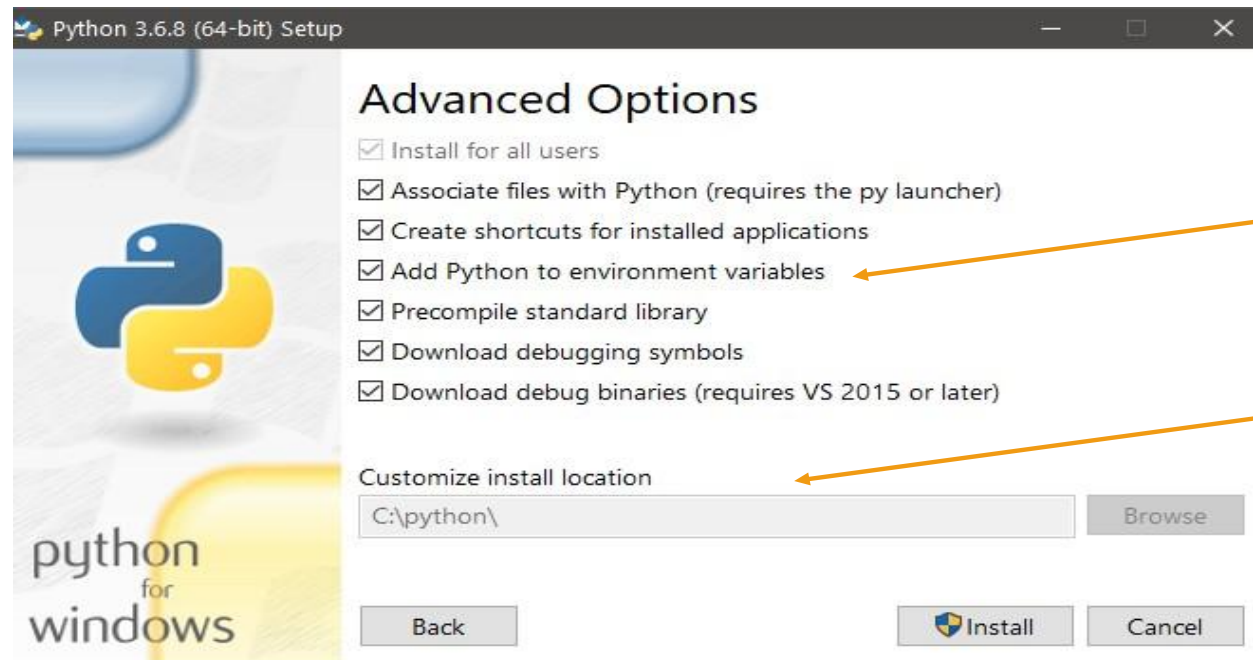 Python 3.6.8 (64-bit) Setup
Advanced Options
Install for all users
Associate files with Python (requires the py launcher)
Create shortcuts for installed applications
Add Python to environment variables
Precompile standard library
Download debugging symbols
Download debug binaries (requires VS 2015 or later)
Customize install location
C:\python\
Browse
python
for
windows
Back
Install
Cancel